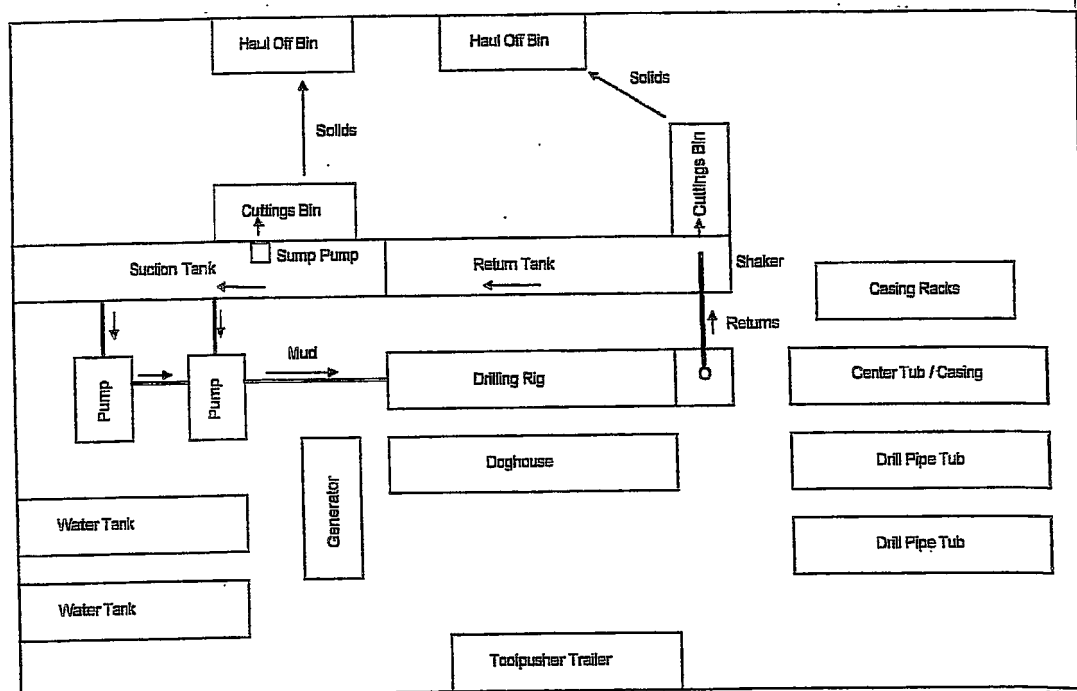 Haul Off Bin
Haul Off Bin
Solids
Solids
Cuttings Bin
Cuttings Bin
Suction Tank
Sump Pump
Return Tank
Shaker
Casing Racks
Returns
Mud
Pump
Pump
Drilling Rig
Center Tub / Casing
Generator
Doghouse
Drill Pipe Tub
Water Tank
Drill Pipe Tub
Water Tank
Toolpusher Trailer